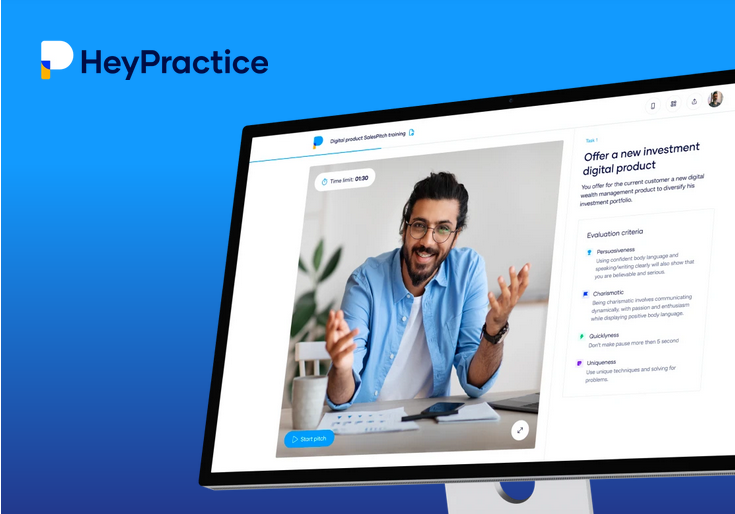 HeyPractice
Digital product SalesPitch training
Time limit: 01:30
Start pitch
Task 1
Offer a new investment
digital product
You offer for the current customer a new digital
wealth management product to diversify his
investment portfolio.
Evaluation criteria
Persuasiveness
Using confident body language and
speaking/writing clearly will also show that
you are believable and serious.
Charismatic
Being charismatic involves communicating
dynamically, with passion and enthusiasm
while displaying positive body language.
Quicklyness
Don't make pause more than 5 second
Uniqueness
Use unique techniques and solving for
problems.